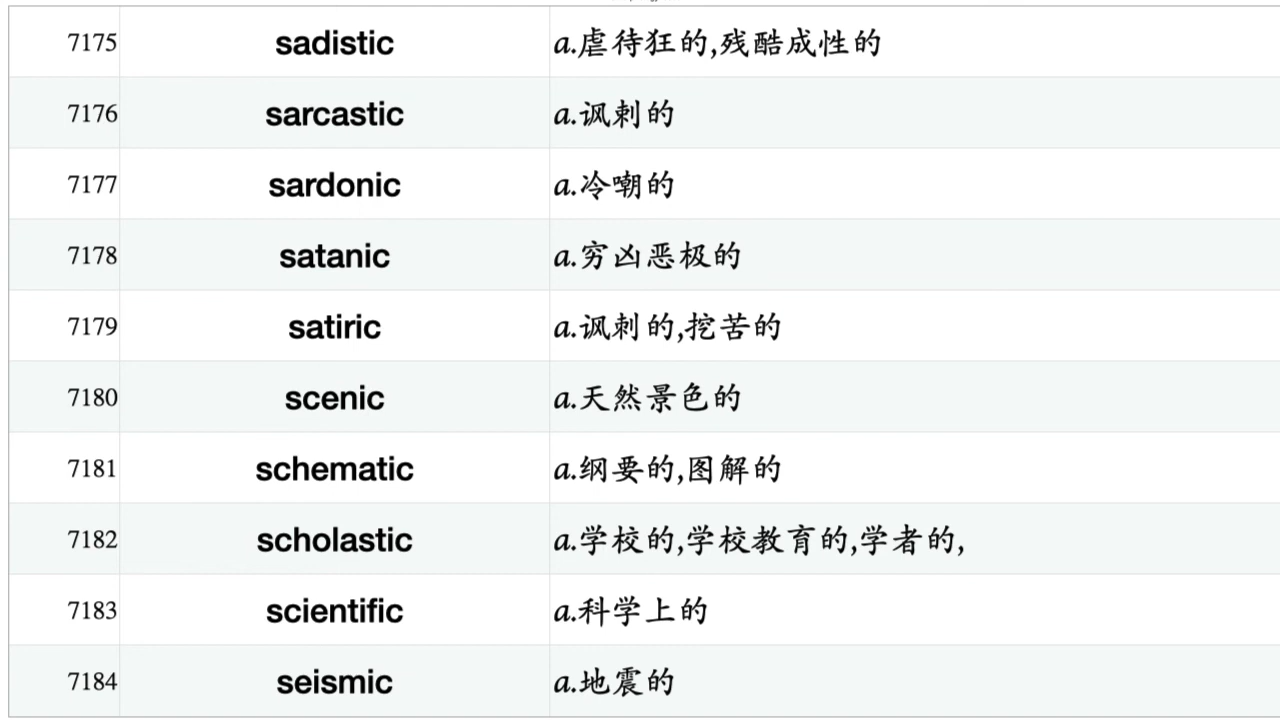 7175 sadistic a.虐待狂的,残酷成性的
7176 sarcastic a.讽刺的
7177 sardonic a.冷嘲的
7178 satanic a.穷凶恶极的
7179 satiric a.讽刺的,挖苦的
7180 scenic a.天然景色的
7181 schematic a.纲要的,图解的
7182 scholastic a.学校的,学校教育的,学者的,
7183 scientific a.科学上的
7184 seismic a.地震的